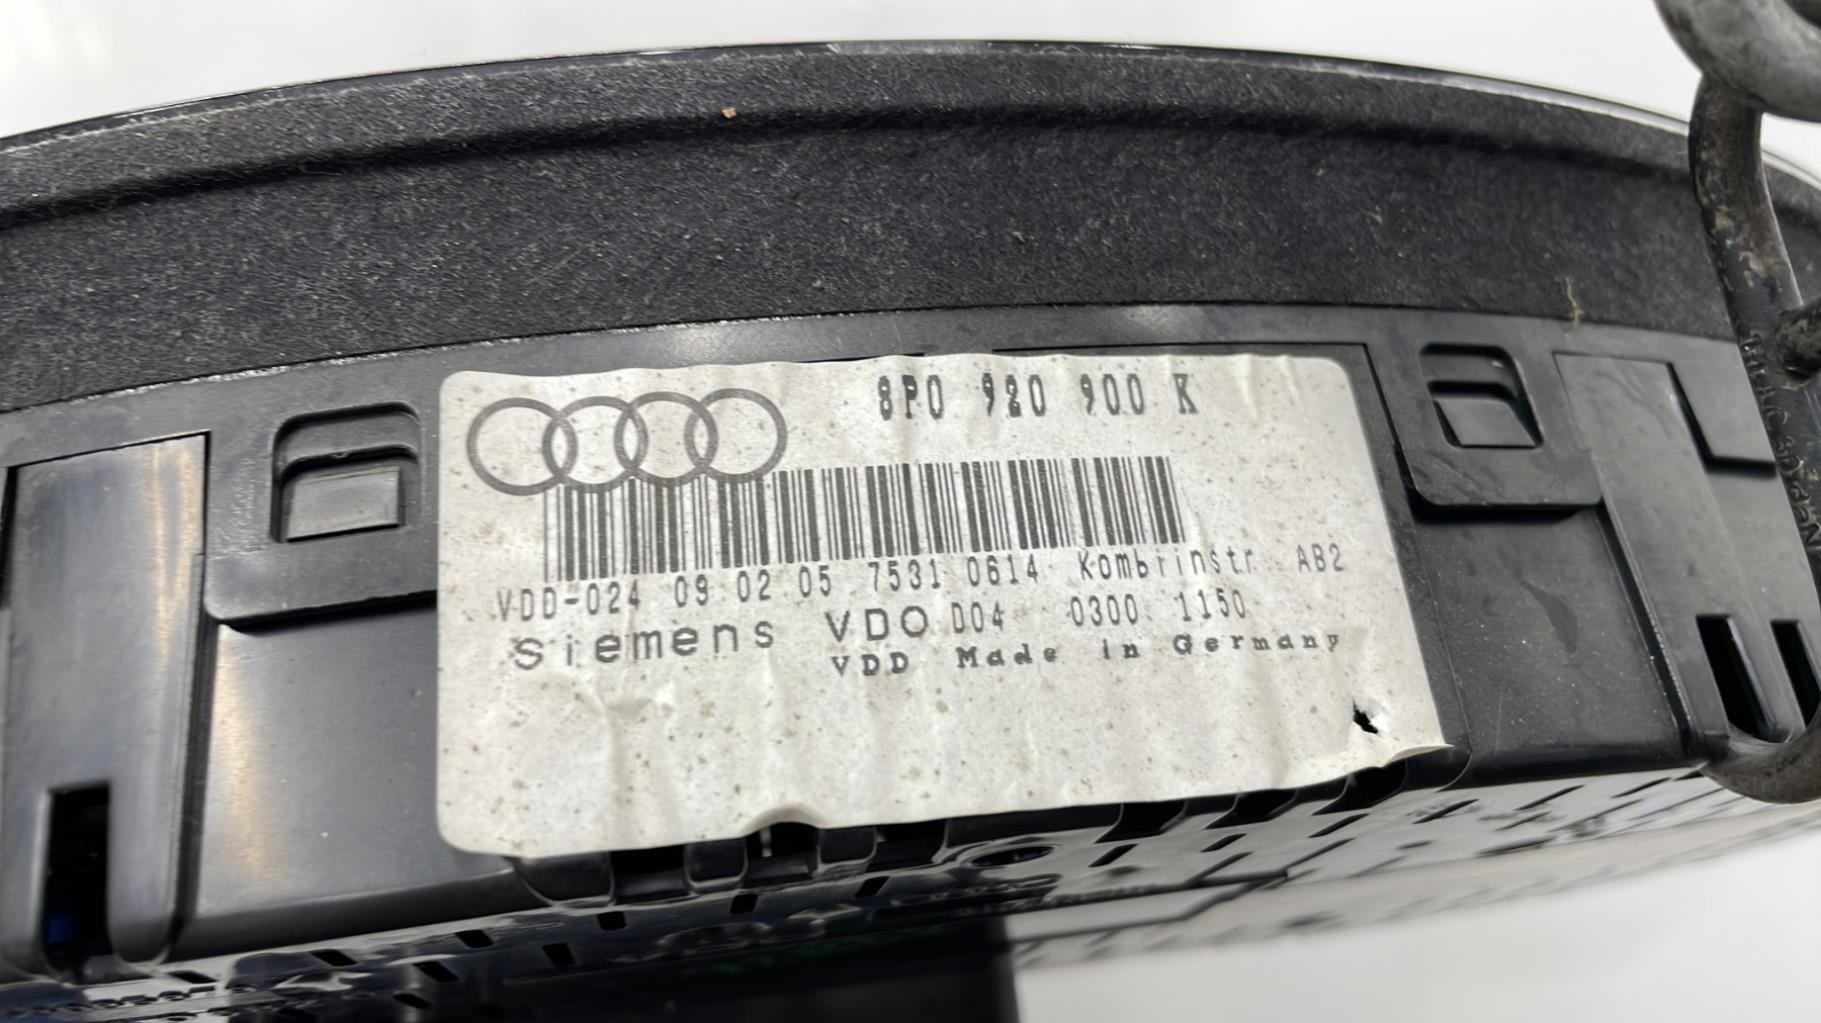 8P0 920 900 K
VDD-024 09 02 05 7531 0614 Kombiinstr. AB2
Siemens VDO D04 0300 1150
VDD Made in Germany